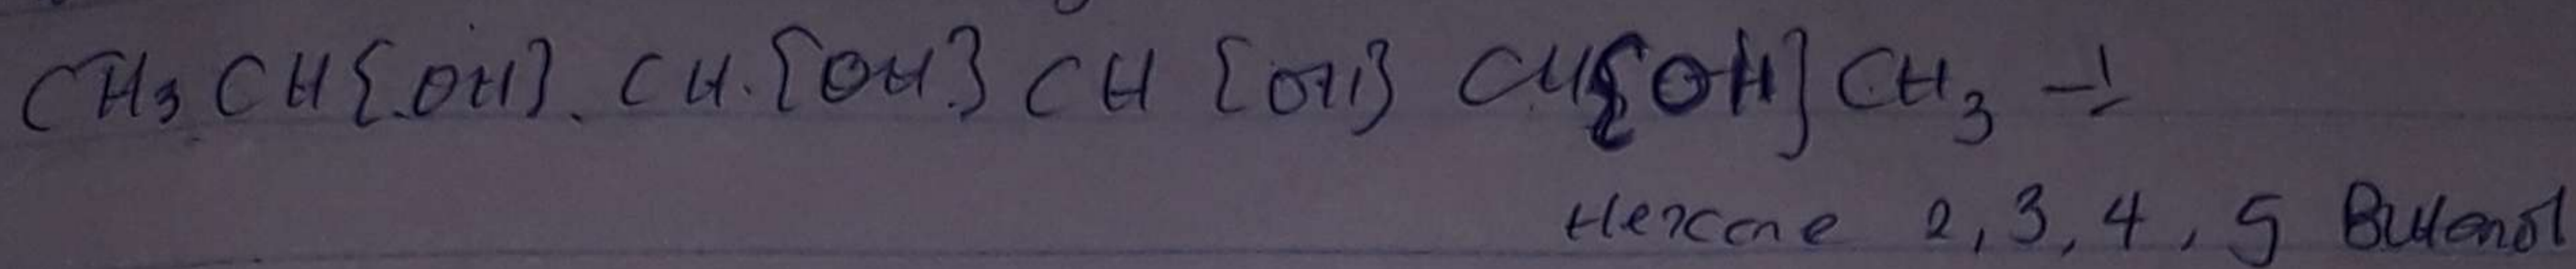 CH3 CH{OH}. CH.{OH} CH {OH} CH{OH} CH3 -!-
Hexane 2, 3, 4, 5 Butanol